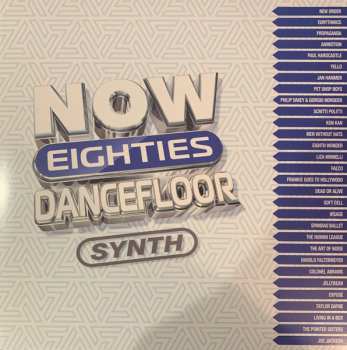 NOW
EIGHTIES
DANCEFLOOR
SYNTH
NEW ORDER
EURYTHMICS
PROPAGANDA
ANIMOTION
PAUL HARDCASTLE
YELLO
JAN HAMMER
PET SHOP BOYS
PHILIP OAKEY & GIORGIO MORODER
SCRITTI POLITTI
KON KAN
MEN WITHOUT HATS
EIGHTH WONDER
LIZA MINNELLI
FALCO
FRANKIE GOES TO HOLLYWOOD
DEAD OR ALIVE
SOFT CELL
VISAGE
SPANDAU BALLET
THE HUMAN LEAGUE
THE ART OF NOISE
HAROLD FALTERMEYER
COLONEL ABRAMS
JELLYBEAN
EXPOSÉ
TAYLOR DAYNE
LIVING IN A BOX
THE POINTER SISTERS
JOE JACKSON